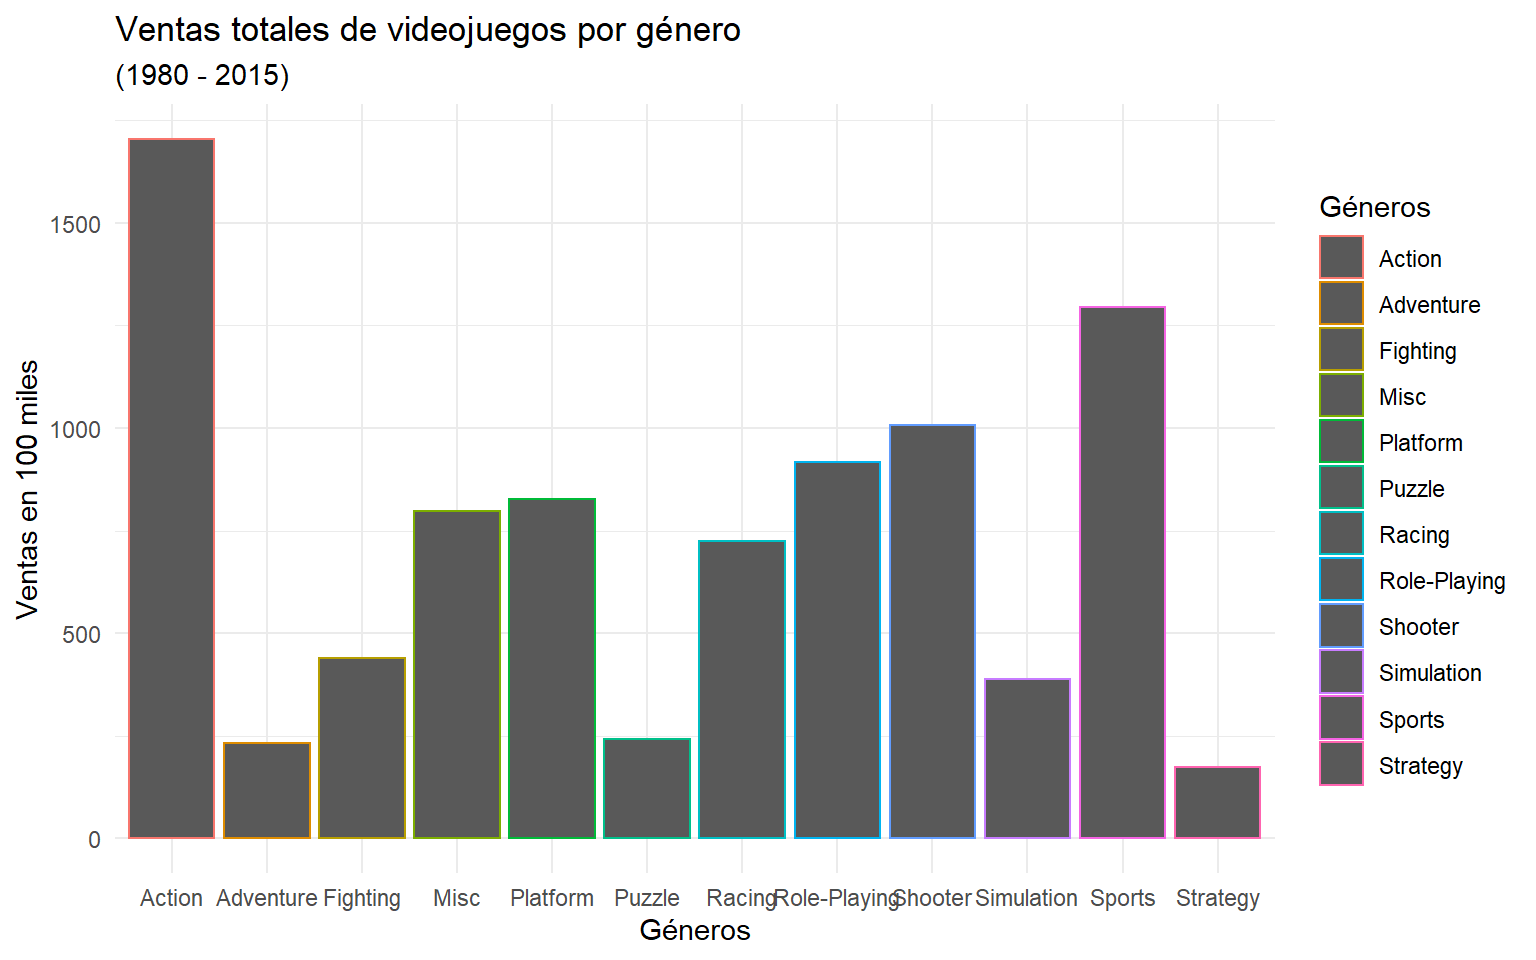 Ventas totales de videojuegos por género
(1980 - 2015)
Ventas en 100 miles
1500
1000
500
0
Action Adventure Fighting Misc Platform Puzzle Racing Role-Playing Shooter Simulation Sports Strategy
Géneros
Géneros
Action
Adventure
Fighting
Misc
Platform
Puzzle
Racing
Role-Playing
Shooter
Simulation
Sports
Strategy